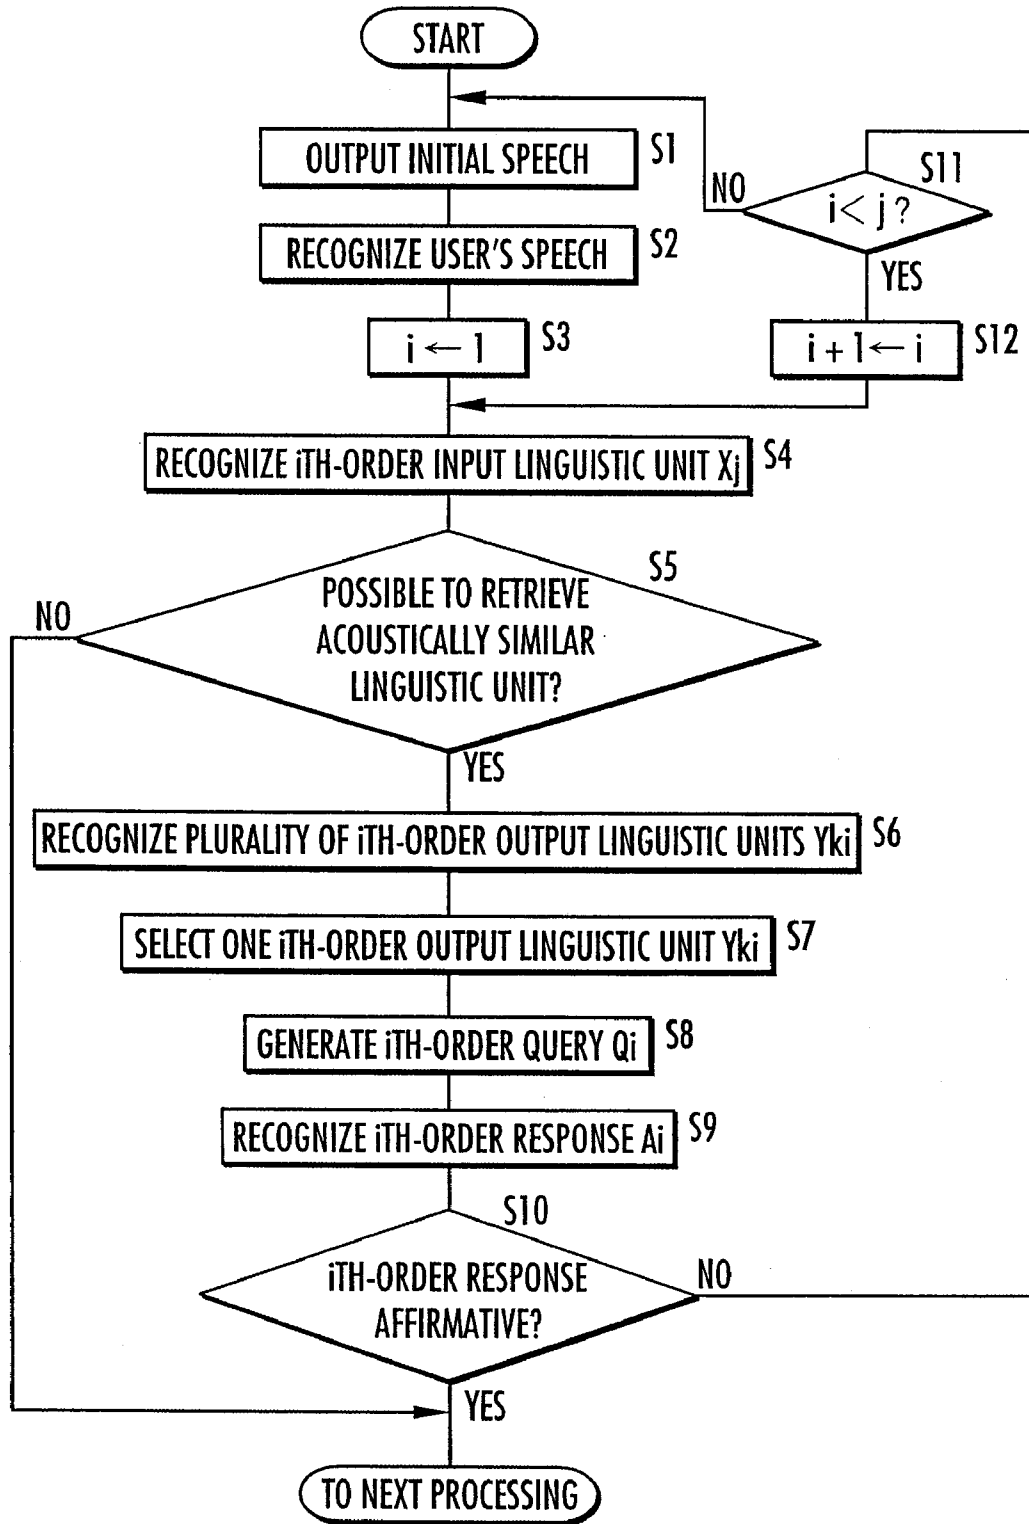 START
OUTPUT INITIAL SPEECH
S1
NO
S11
i < j ?
RECOGNIZE USER'S SPEECH
S2
YES
i ← 1
S3
i + 1 ← i
S12
RECOGNIZE iTH-ORDER INPUT LINGUISTIC UNIT Xj
S4
S5
NO
POSSIBLE TO RETRIEVE
ACOUSTICALLY SIMILAR
LINGUISTIC UNIT?
YES
RECOGNIZE PLURALITY OF iTH-ORDER OUTPUT LINGUISTIC UNITS Yki
S6
SELECT ONE iTH-ORDER OUTPUT LINGUISTIC UNIT Yki
S7
GENERATE iTH-ORDER QUERY Qi
S8
RECOGNIZE iTH-ORDER RESPONSE Ai
S9
S10
iTH-ORDER RESPONSE
AFFIRMATIVE?
NO
YES
TO NEXT PROCESSING